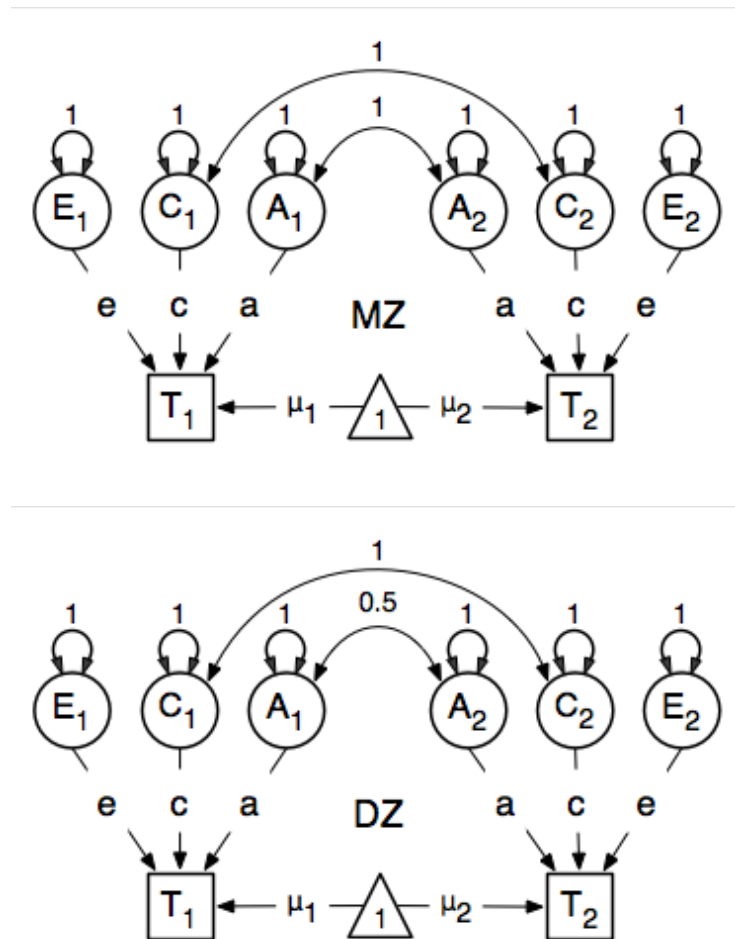 1
1
1 1 1 1 1 1
E₁ C₁ A₁ A₂ C₂ E₂
e c a MZ a c e
T₁ μ₁ 1 μ₂ T₂
1
0.5
1 1 1 1 1 1
E₁ C₁ A₁ A₂ C₂ E₂
e c a DZ a c e
T₁ μ₁ 1 μ₂ T₂